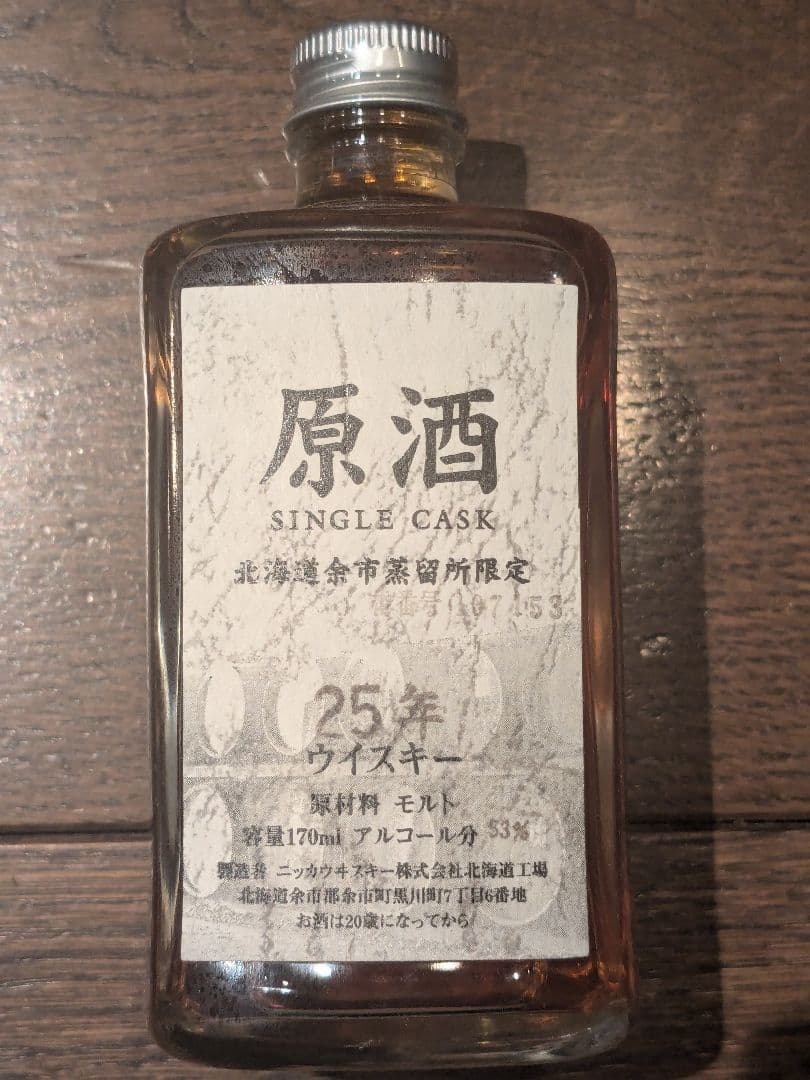 原酒
SINGLE CASK
北海道余市蒸留所限定
番号
25年
ウイスキー
原材料 モルト
容量170ml アルコール分 53%
製造者 ニッカウヰスキー株式会社北海道工場
北海道余市郡余市町黒川町7丁目6番地
お酒は20歳になってから